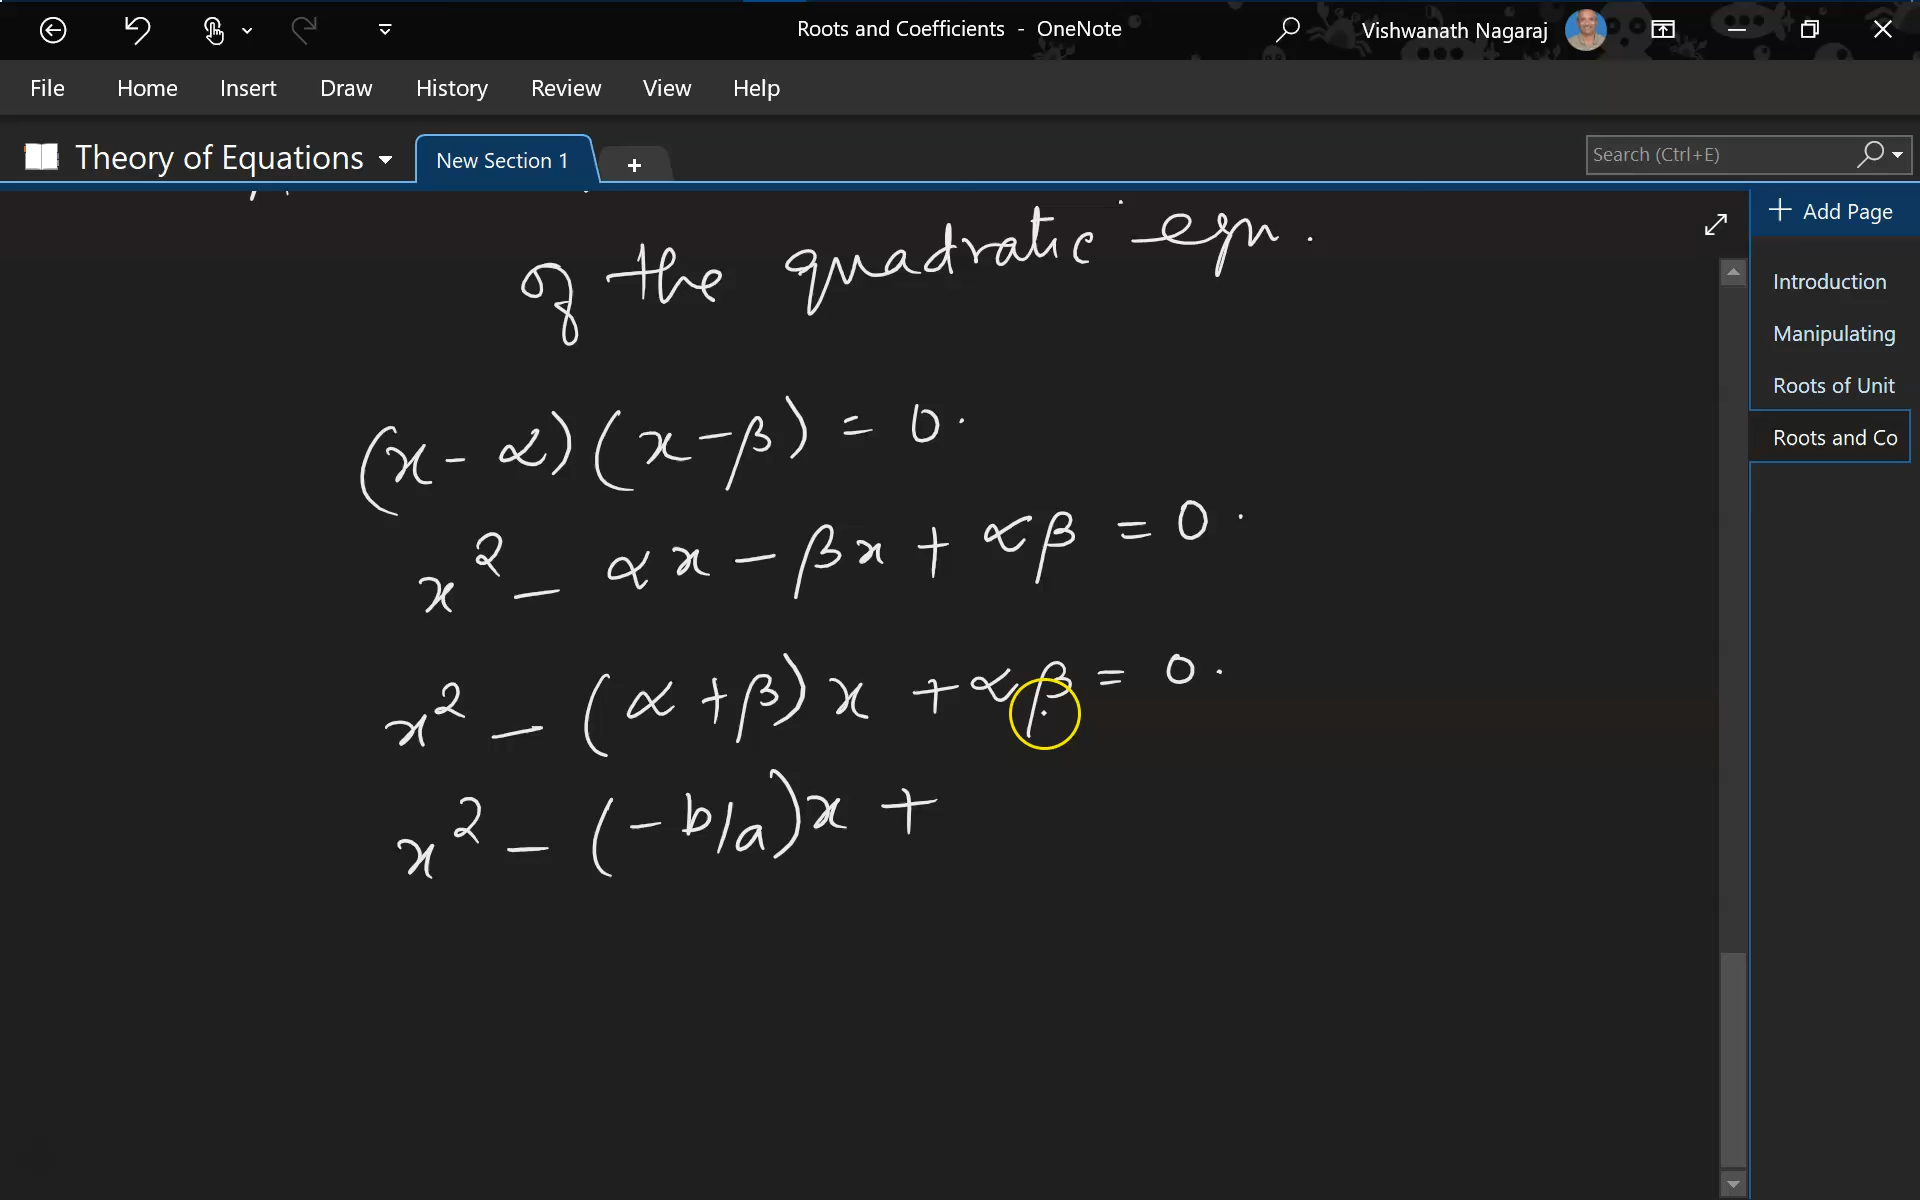 Roots and Coefficients - OneNote
Vishwanath Nagaraj
File Home Insert Draw History Review View Help
Theory of Equations
New Section 1
+
Search (Ctrl+E)
+ Add Page
Introduction
Manipulating
Roots of Unit
Roots and Co
of the quadratic eqn.
(x - α)(x - β) = 0.
x² - αx - βx + αβ = 0.
x² - (α + β)x + αβ = 0.
x² - (-b/a)x +